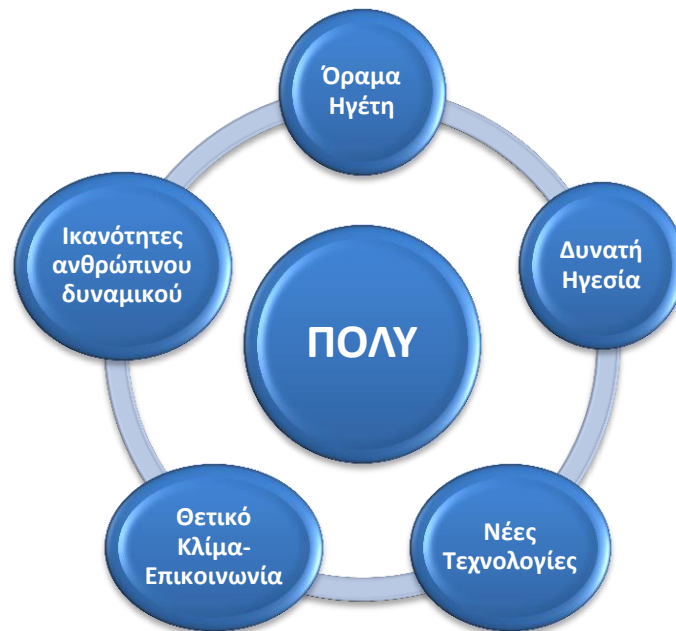 Όραμα
Ηγέτη
Δυνατή
Ηγεσία
Νέες
Τεχνολογίες
Θετικό
Κλίμα-
Επικοινωνία
Ικανότητες
ανθρώπινου
δυναμικού
ΠΟΛΥ